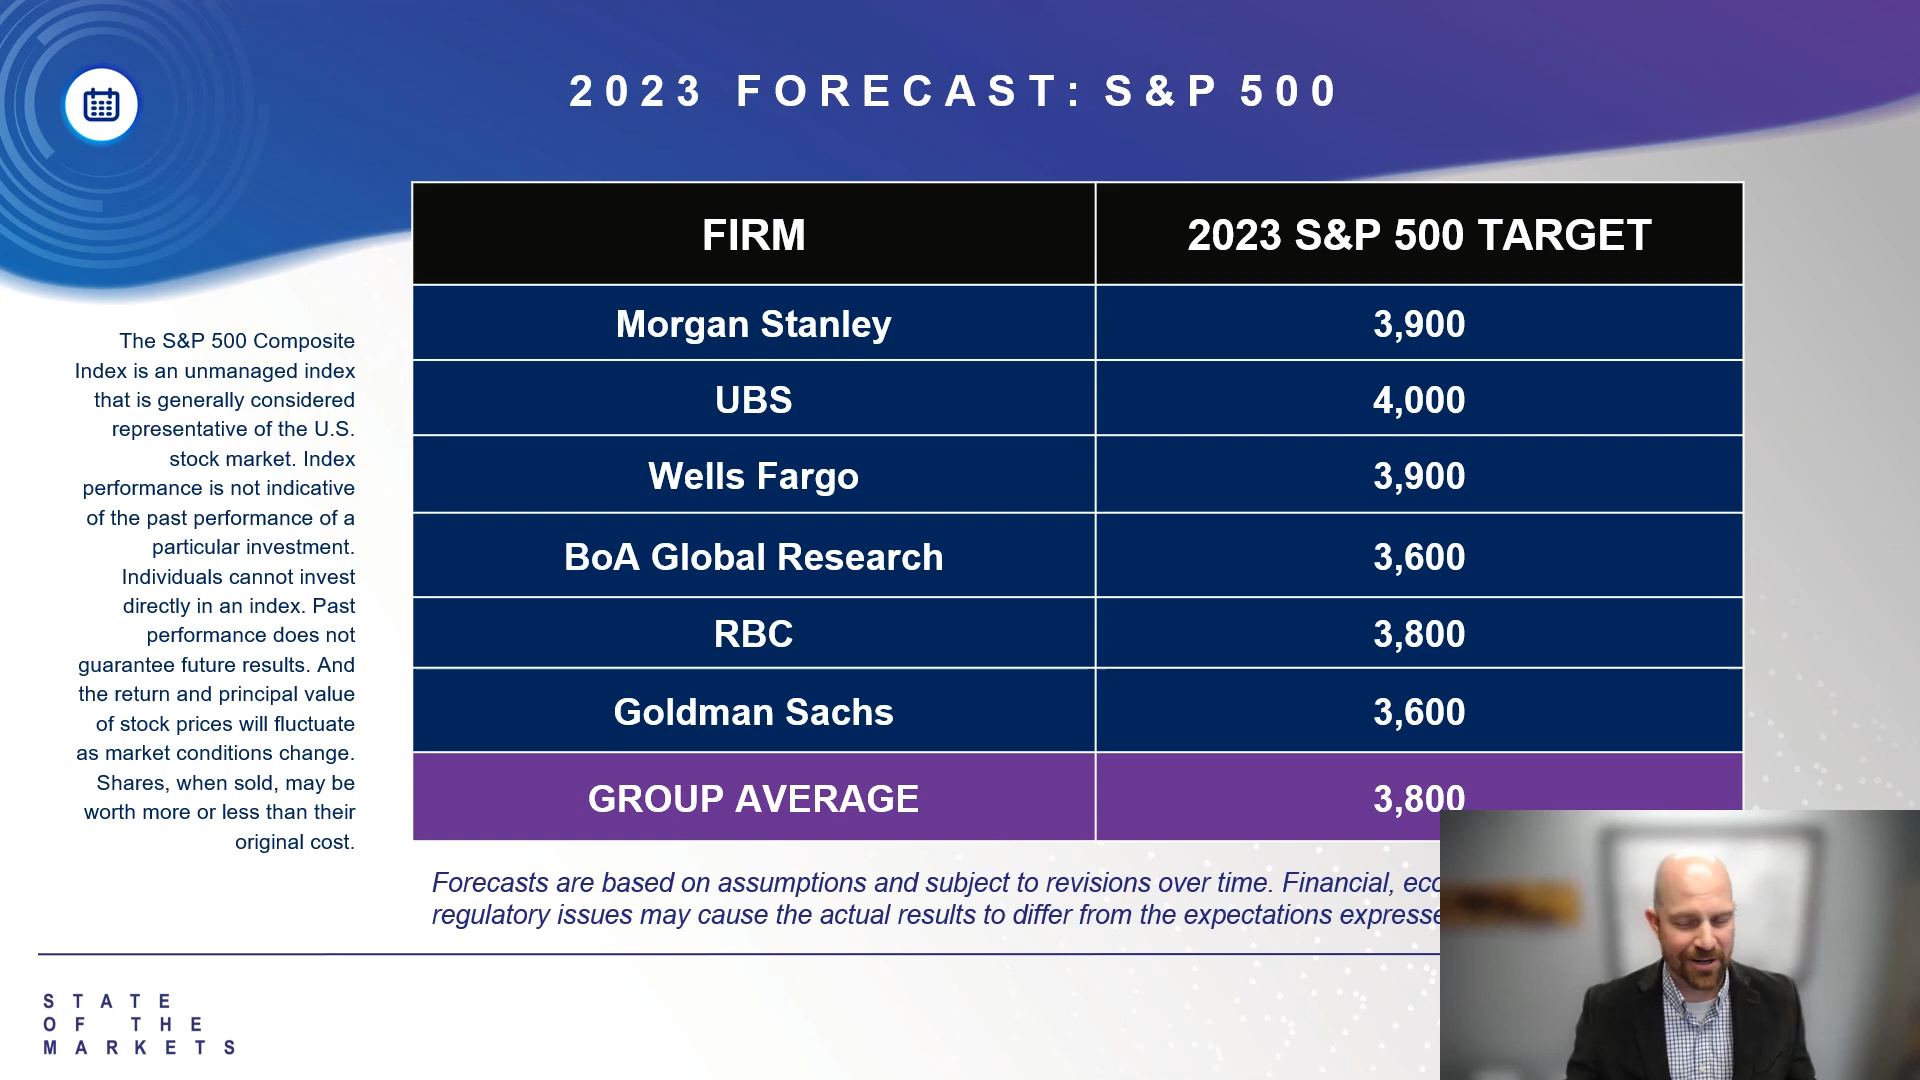 2023 FORECAST: S&P 500
The S&P 500 Composite
Index is an unmanaged index
that is generally considered
representative of the U.S.
stock market. Index
performance is not indicative
of the past performance of a
particular investment.
Individuals cannot invest
directly in an index. Past
performance does not
guarantee future results. And
the return and principal value
of stock prices will fluctuate
as market conditions change.
Shares, when sold, may be
worth more or less than their
original cost.
FIRM 2023 S&P 500 TARGET
Morgan Stanley 3,900
UBS 4,000
Wells Fargo 3,900
BoA Global Research 3,600
RBC 3,800
Goldman Sachs 3,600
GROUP AVERAGE 3,800
Forecasts are based on assumptions and subject to revisions over time. Financial,
regulatory issues may cause the actual results to differ from the expectations
STATE
OF THE
MARKETS